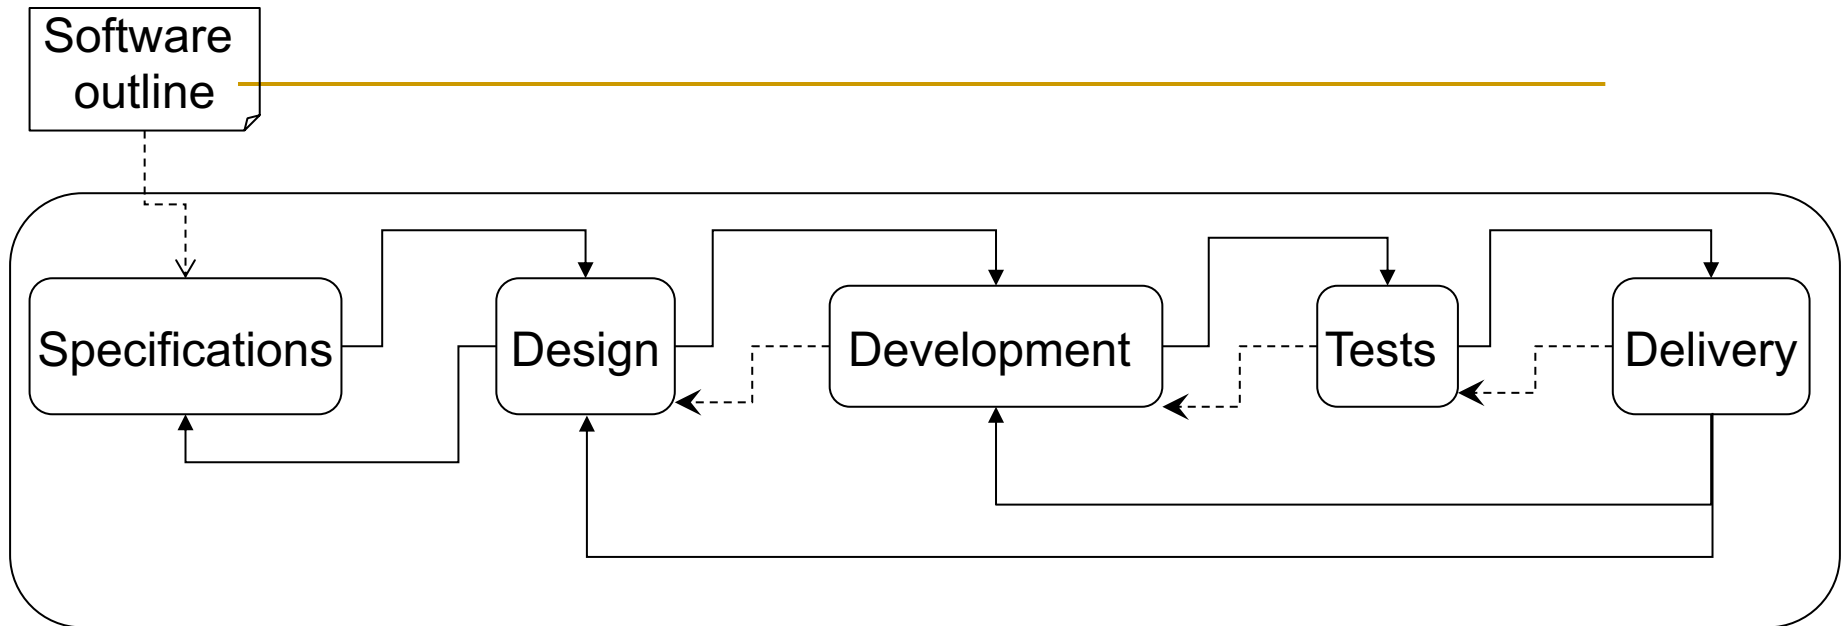 Software
outline
Specifications
Design
Development
Tests
Delivery